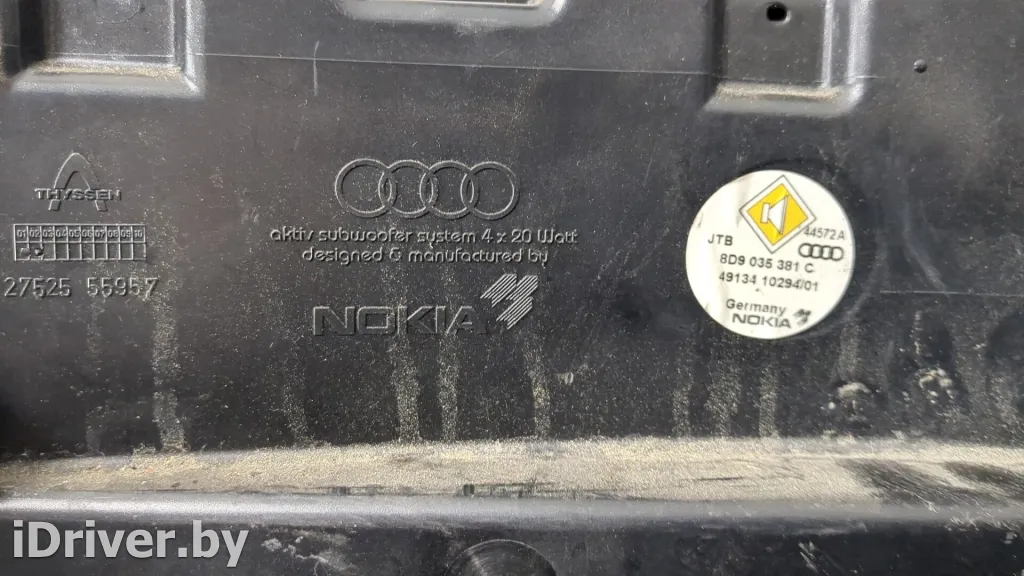 THYSSEN
01 02 03 04 05 06 07 08 09 10
27525 55957
aktiv subwoofer system 4 x 20 Watt
designed & manufactured by
NOKIA
44572 A
JTB
8D9 035 381 C
49134 10294/01
Germany
NOKIA
iDriver.by